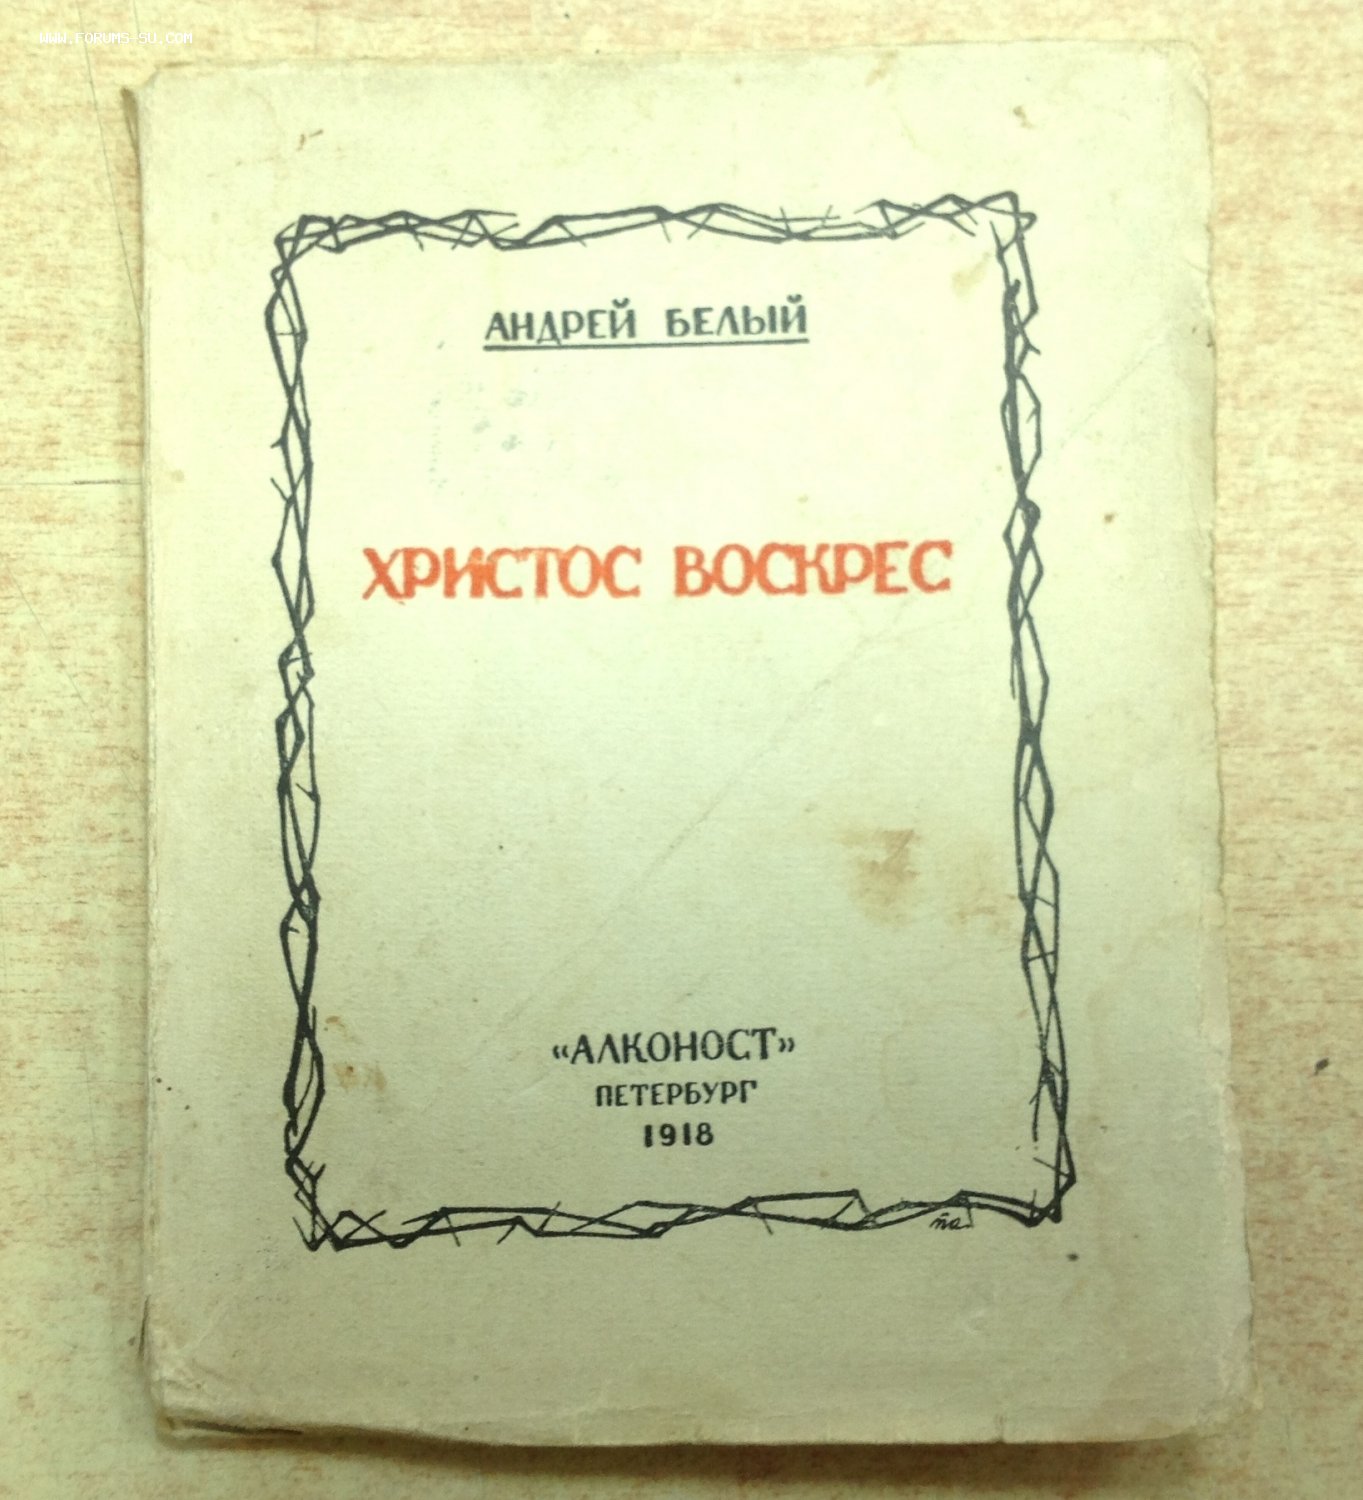 WWW.FORUMS-SU.COM
АНДРЕЙ БЕЛЫЙ
ХРИСТОС ВОСКРЕС
«АЛКОНОСТ»
ПЕТЕРБУРГ
1918